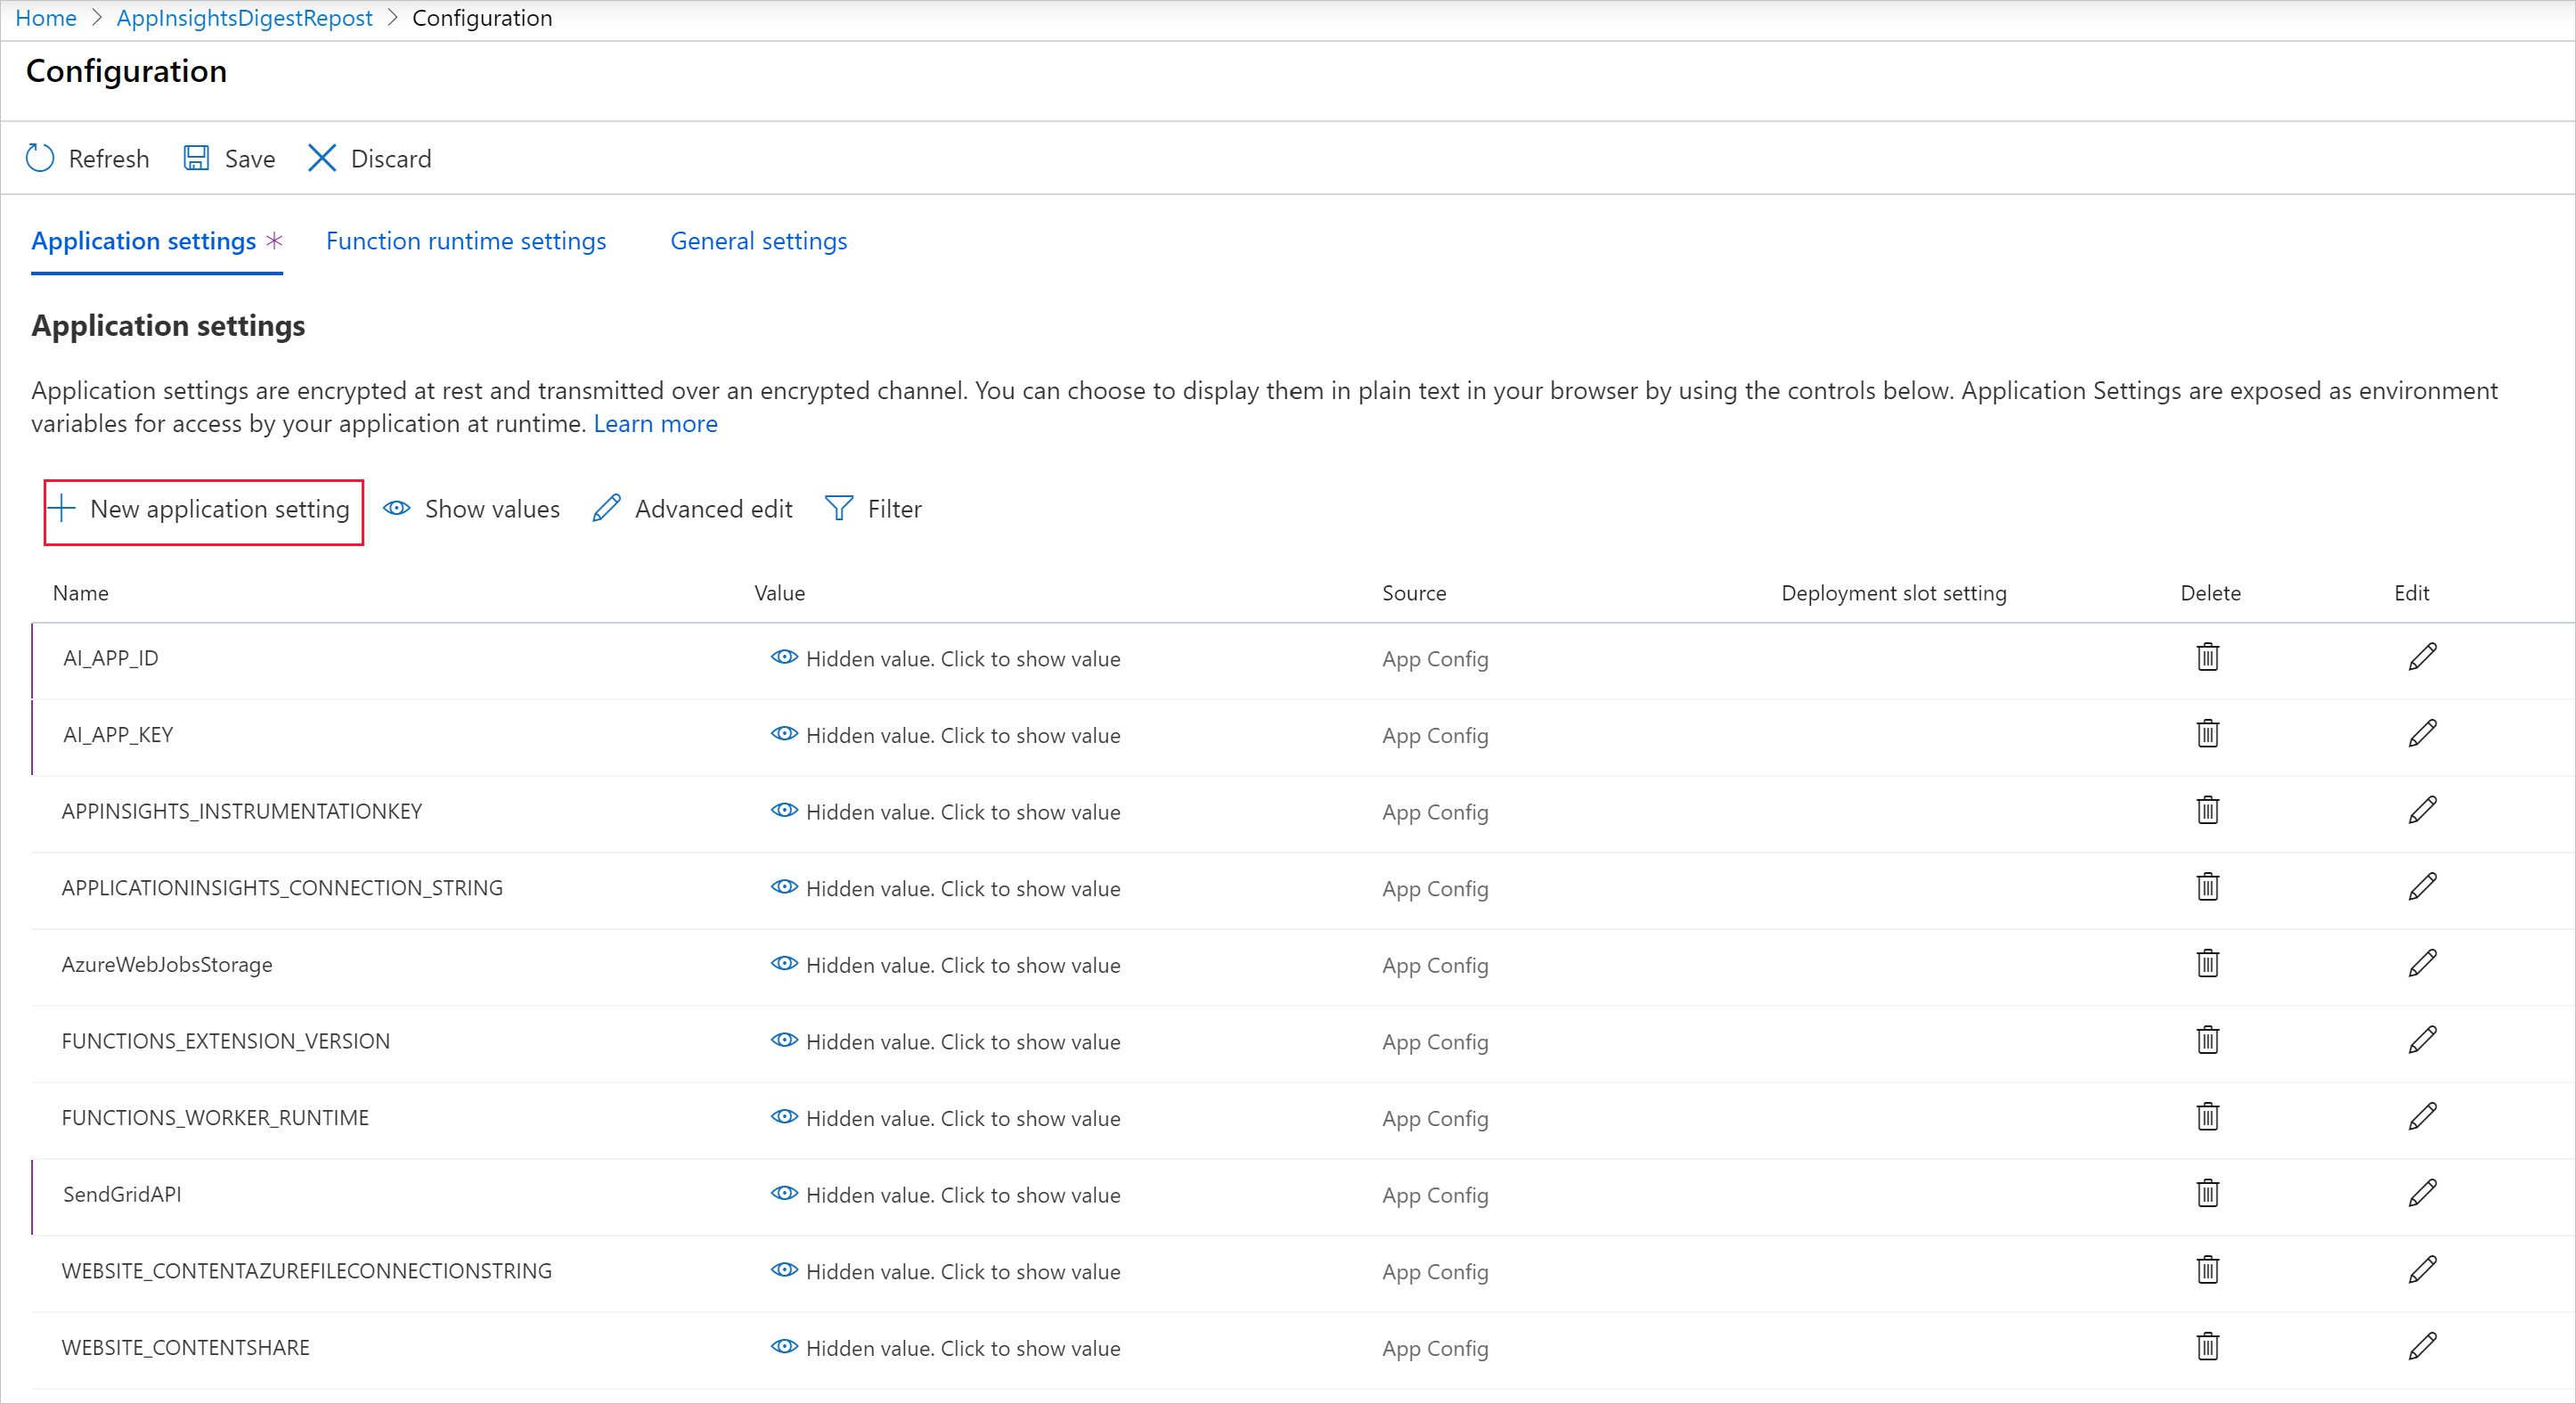 Home > AppInsightsDigestRepost > Configuration
Configuration
Refresh Save Discard
Application settings * Function runtime settings General settings
Application settings
Application settings are encrypted at rest and transmitted over an encrypted channel. You can choose to display them in plain text in your browser by using the controls below. Application Settings are exposed as environment
variables for access by your application at runtime. Learn more
New application setting Show values Advanced edit Filter
Name Value Source Deployment slot setting Delete Edit
AI_APP_ID Hidden value. Click to show value App Config
AI_APP_KEY Hidden value. Click to show value App Config
APPINSIGHTS_INSTRUMENTATIONKEY Hidden value. Click to show value App Config
APPLICATIONINSIGHTS_CONNECTION_STRING Hidden value. Click to show value App Config
AzureWebJobsStorage Hidden value. Click to show value App Config
FUNCTIONS_EXTENSION_VERSION Hidden value. Click to show value App Config
FUNCTIONS_WORKER_RUNTIME Hidden value. Click to show value App Config
SendGridAPI Hidden value. Click to show value App Config
WEBSITE_CONTENTAZUREFILECONNECTIONSTRING Hidden value. Click to show value App Config
WEBSITE_CONTENTSHARE Hidden value. Click to show value App Config